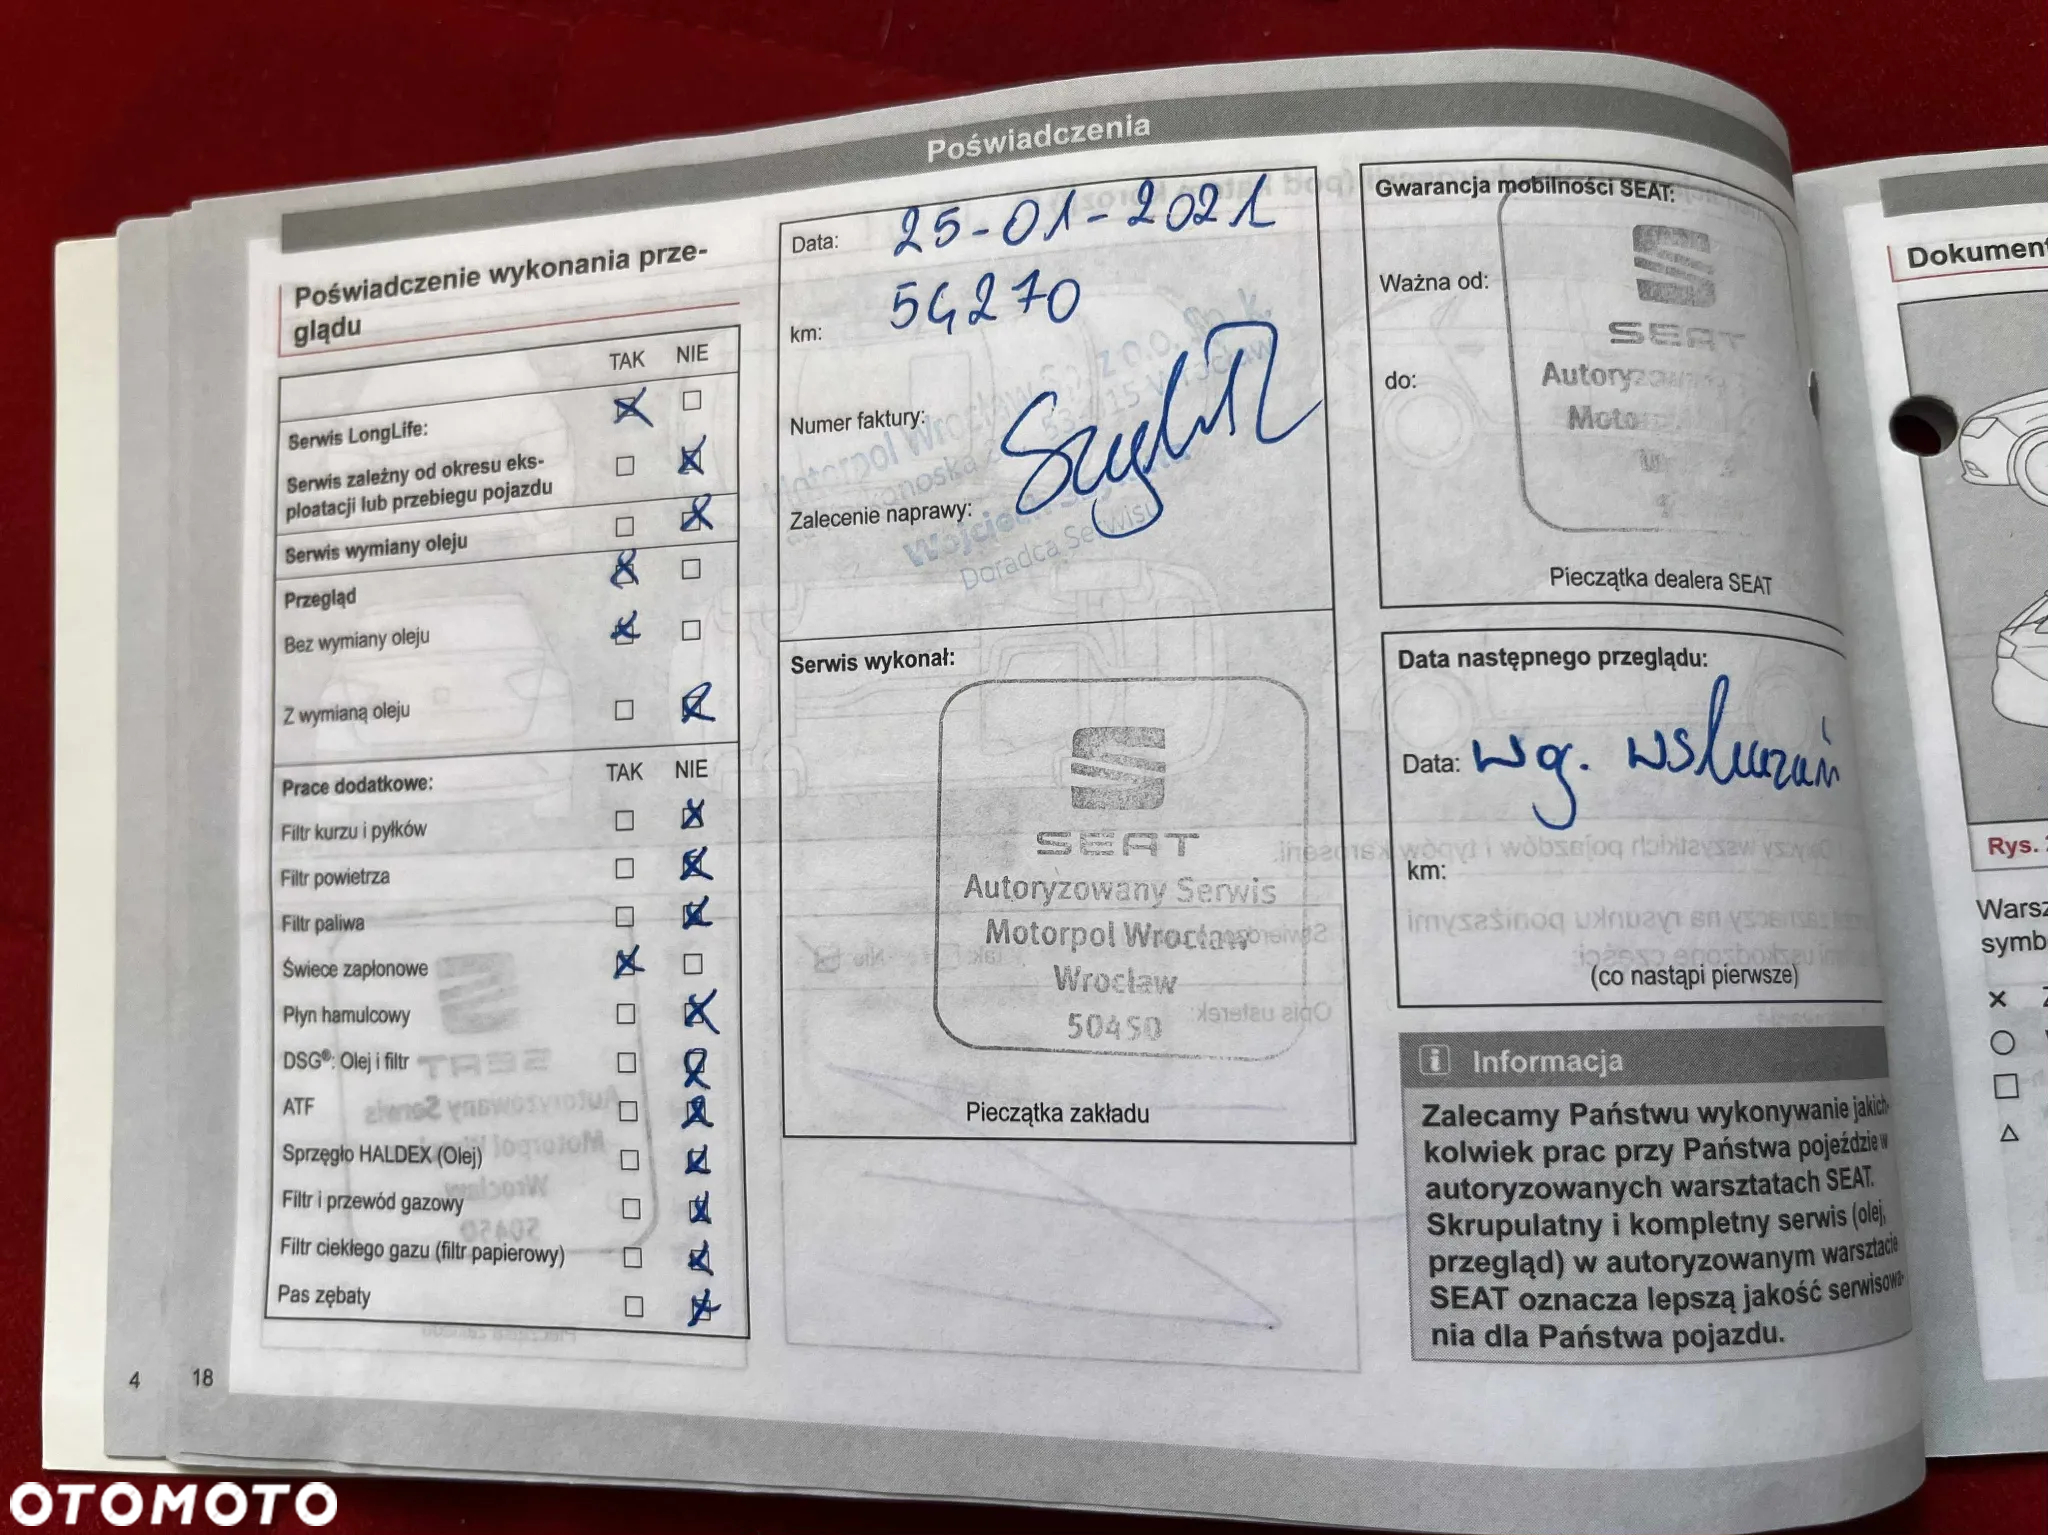 Poświadczenia
Poświadczenie wykonania prze-
glądu
TAK NIE
Serwis LongLife:
Serwis zależny od okresu eks-
ploatacji lub przebiegu pojazdu
Serwis wymiany oleju
Przegląd
Bez wymiany oleju
Z wymianą oleju
Prace dodatkowe: TAK NIE
Filtr kurzu i pyłków
Filtr powietrza
Filtr paliwa
Świece zapłonowe
Płyn hamulcowy
DSG®: Olej i filtr
ATF
Sprzęgło HALDEX (Olej)
Filtr i przewód gazowy
Filtr ciekłego gazu (filtr papierowy)
Pas zębaty
4 18
Data: 25-01-2021
km: 54270
Numer faktury:
Zalecenie naprawy:
Motorpol Wrocław Sp. z o.o. Sp. k.
Doradca Serwisu
Serwis wykonał:
SEAT
Autoryzowany Serwis
Motorpol Wrocław
Wrocław
50450
Pieczątka zakładu
Gwarancja mobilności SEAT:
Ważna od:
do:
SEAT
Pieczątka dealera SEAT
Data następnego przeglądu:
Data: wg. wskazań
km:
(co nastąpi pierwsze)
i Informacja
Zalecamy Państwu wykonywanie jakich-
kolwiek prac przy Państwa pojeździe w
autoryzowanych warsztatach SEAT.
Skrupulatny i kompletny serwis (olej,
przegląd) w autoryzowanym warsztacie
SEAT oznacza lepszą jakość serwisowa-
nia dla Państwa pojazdu.
Dokument
Rys.
Warsz
symb
OTOMOTO